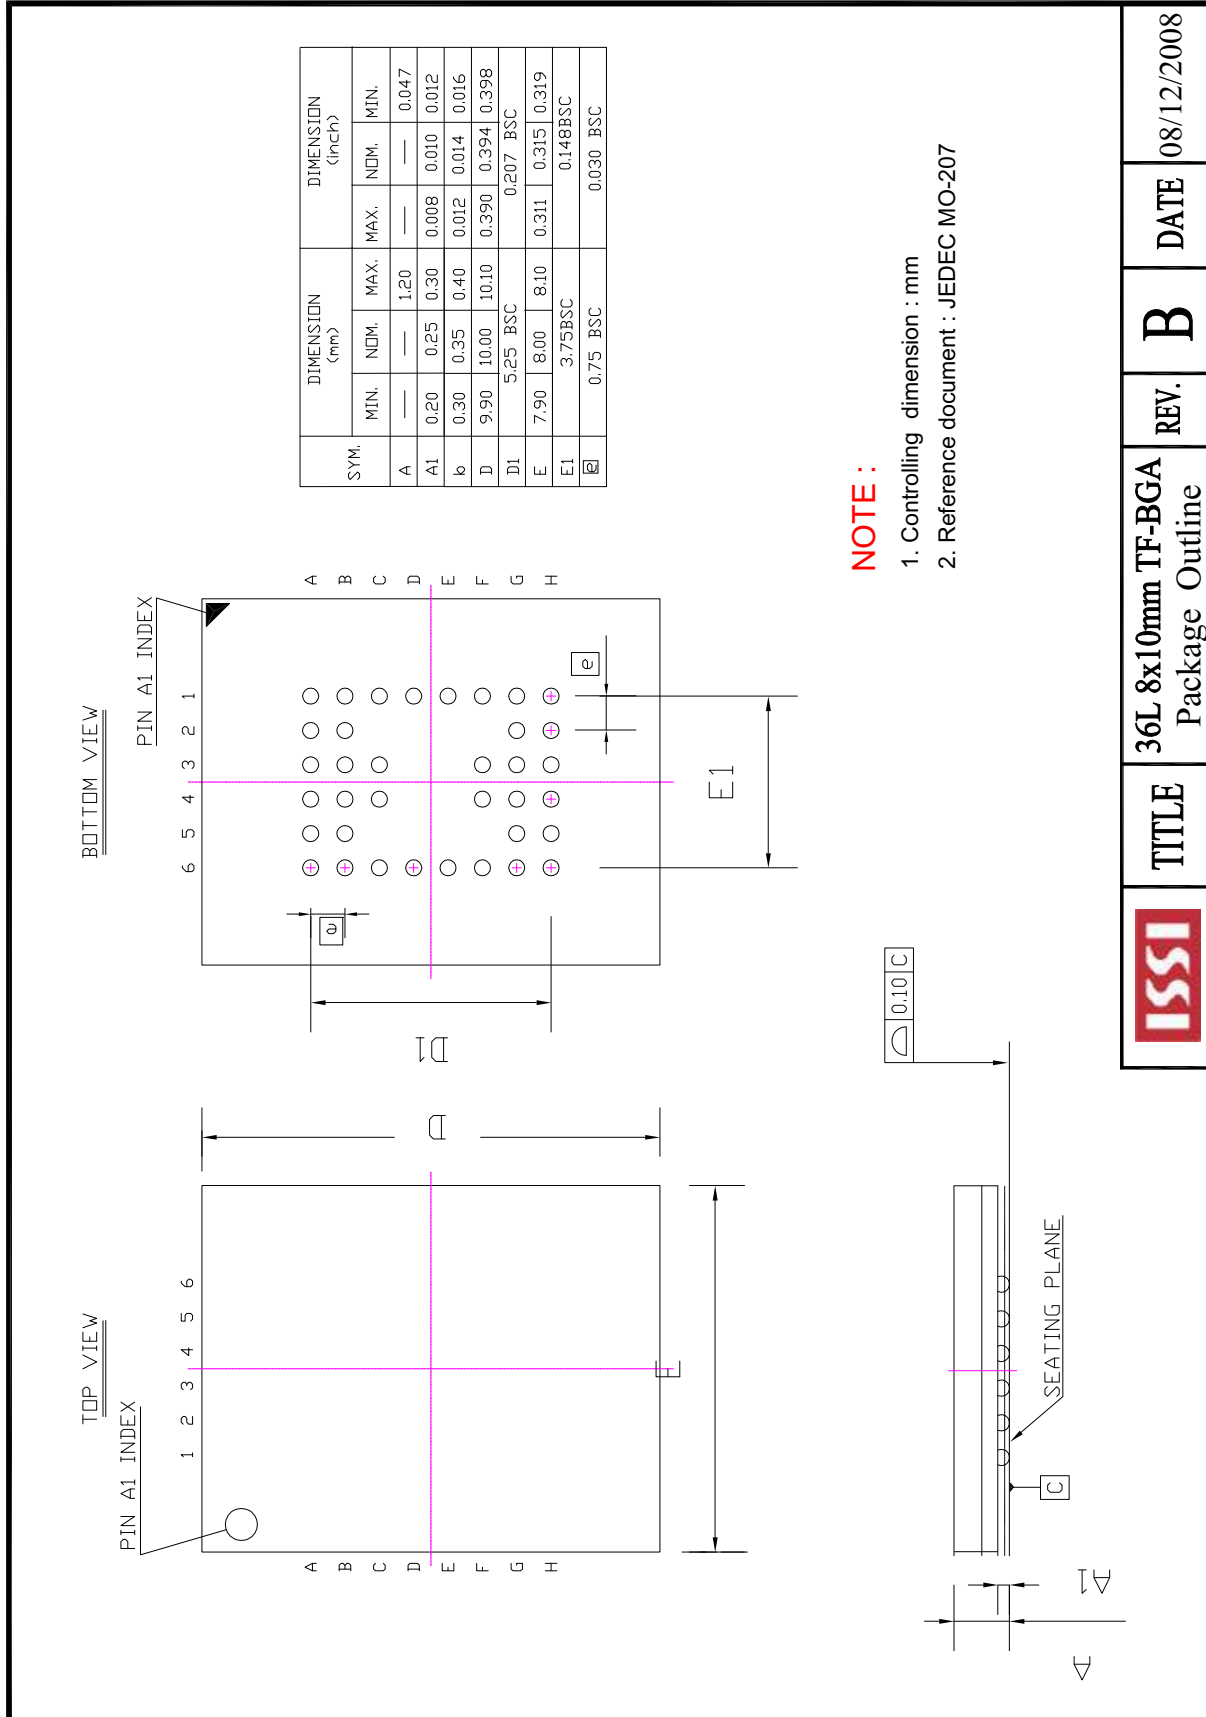 TOP VIEW
PIN A1 INDEX
1 2 3 4 5 6
A
B
C
D
E
F
G
H
D
E
BOTTOM VIEW
PIN A1 INDEX
6 5 4 3 2 1
A
B
C
D
E
F
G
H
e
D1
e
E1
SYM. DIMENSION (mm) DIMENSION (inch)
MIN. NOM. MAX. MAX. NOM. MIN.
A — — 1.20 — — 0.047
A1 0.20 0.25 0.30 0.008 0.010 0.012
b 0.30 0.35 0.40 0.012 0.014 0.016
D 9.90 10.00 10.10 0.390 0.394 0.398
D1 5.25 BSC 0.207 BSC
E 7.90 8.00 8.10 0.311 0.315 0.319
E1 3.75BSC 0.148BSC
e 0.75 BSC 0.030 BSC
A
A1
C
SEATING PLANE
0.10 C
NOTE :
1. Controlling dimension : mm
2. Reference document : JEDEC MO-207
ISSI
TITLE
36L 8x10mm TF-BGA
Package Outline
REV.
B
DATE
08/12/2008